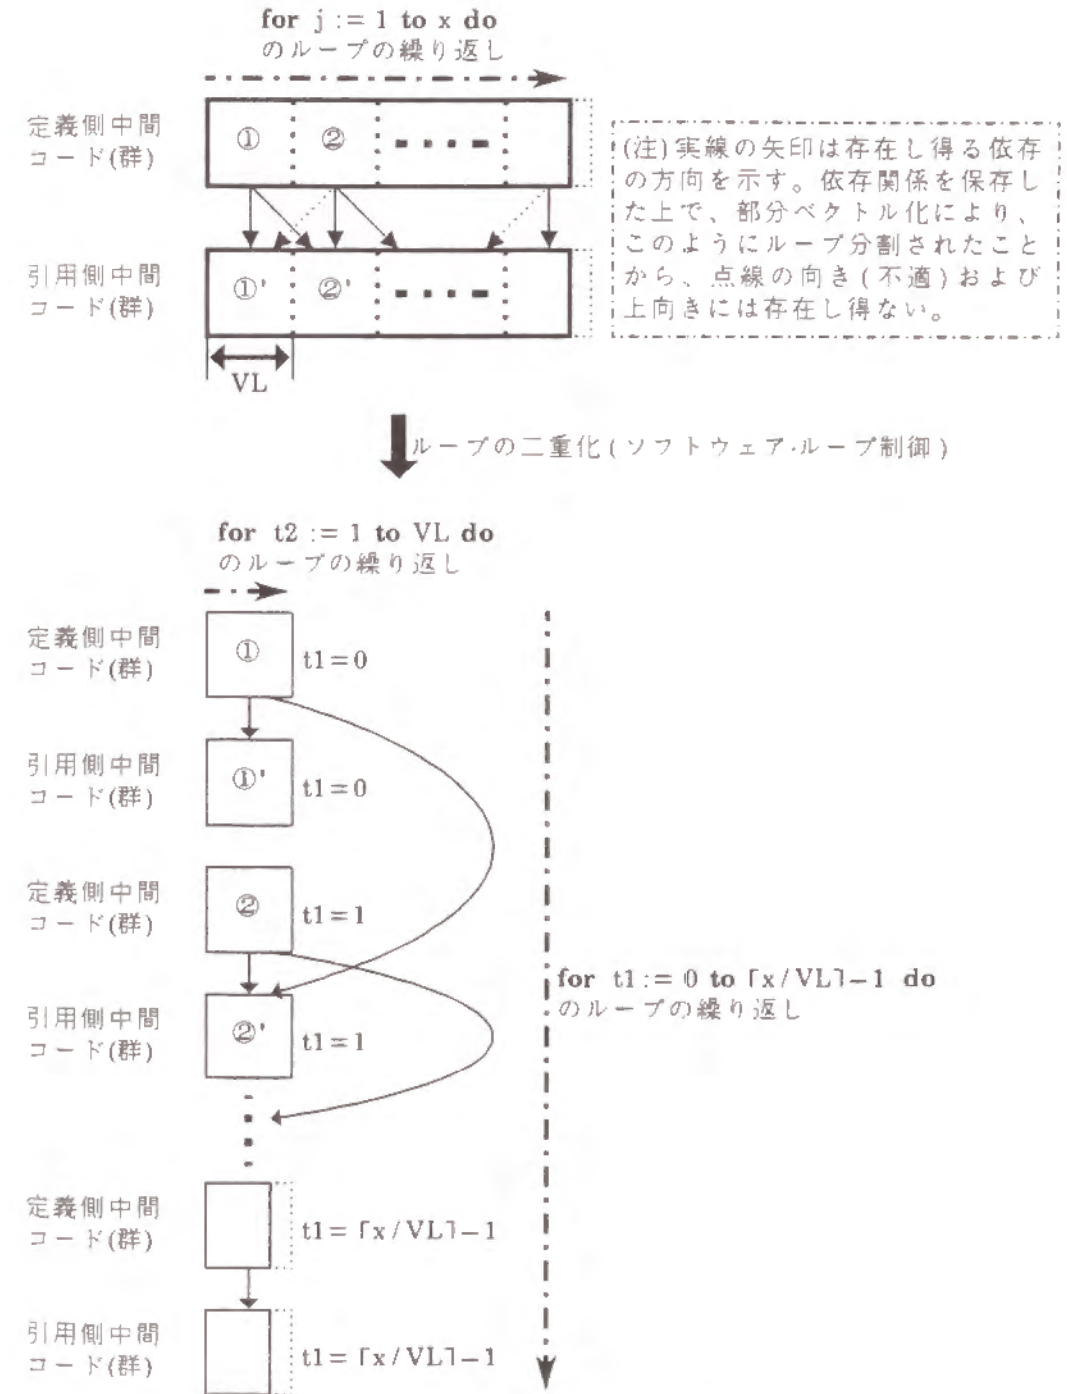 for j := 1 to x do
のループの繰り返し
定義側中間
コード(群)
① ②
(注)実線の矢印は存在し得る依存
の方向を示す。依存関係を保存し
た上で、部分ベクトル化により、
このようにループ分割されたこと
から、点線の向き(不適)および
上向きには存在し得ない。
引用側中間
コード(群)
①' ②'
VL
ループの二重化(ソフトウェア·ループ制御)
for t2 := 1 to VL do
のループの繰り返し
定義側中間
コード(群)
① t1=0
引用側中間
コード(群)
①' t1=0
定義側中間
コード(群)
② t1=1
for t1:= 0 to ⌈x/VL⌉−1 do
のループの繰り返し
引用側中間
コード(群)
②' t1=1
定義側中間
コード(群)
t1=⌈x/VL⌉−1
引用側中間
コード(群)
t1=⌈x/VL⌉−1